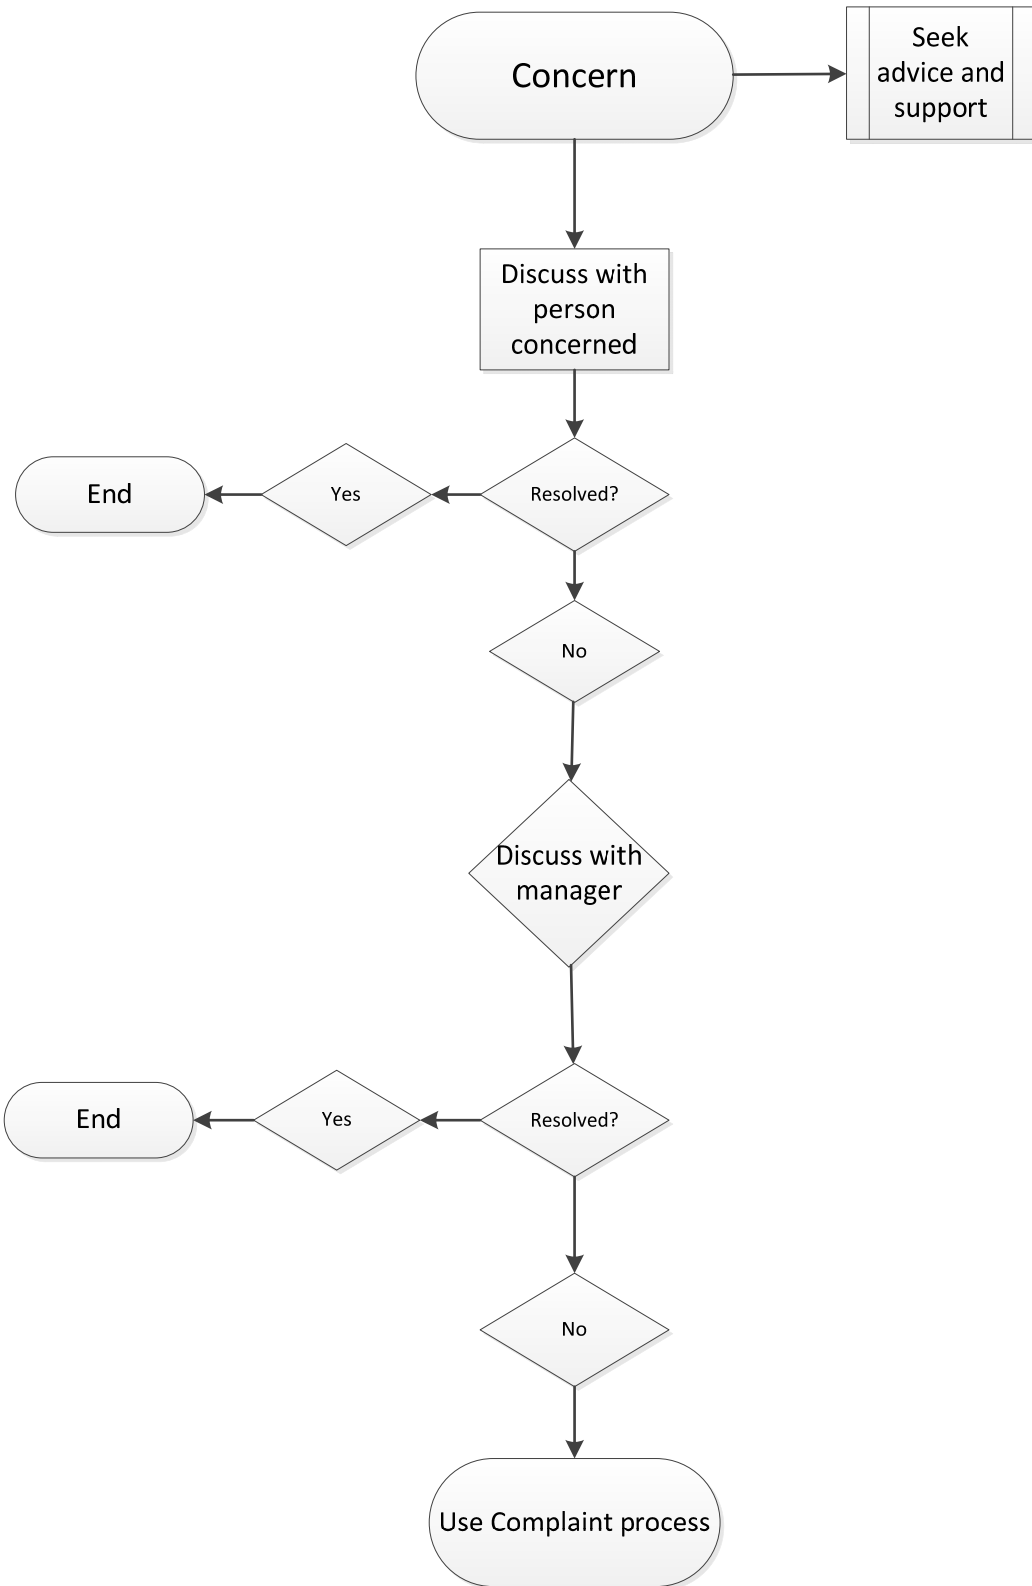 Concern
Seek
advice and
support
Discuss with
person
concerned
End
Yes
Resolved?
No
Discuss with
manager
End
Yes
Resolved?
No
Use Complaint process